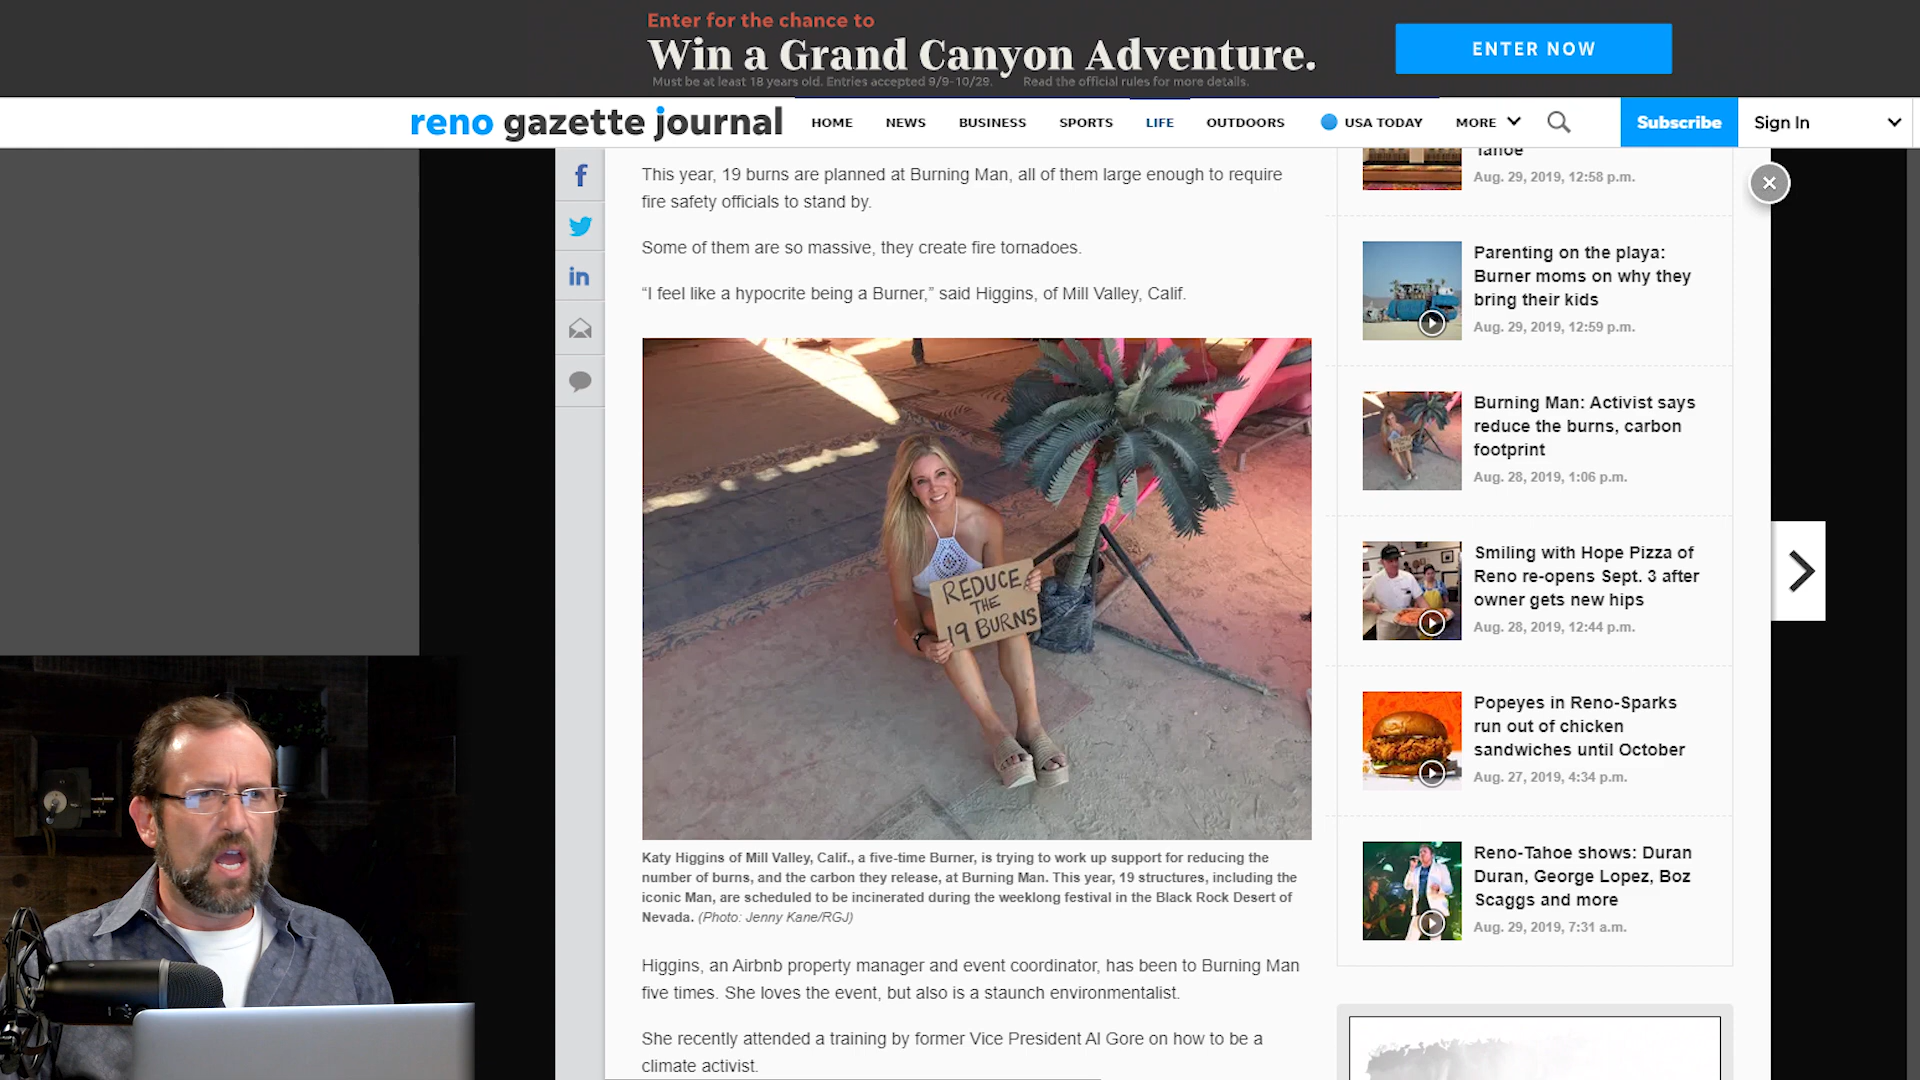 Enter for the chance to
Win a Grand Canyon Adventure.
Must be at least 18 years old. Entries accepted 9/9-10/29. Read the official rules for more details.
ENTER NOW
reno gazette journal
HOME NEWS BUSINESS SPORTS LIFE OUTDOORS USA TODAY MORE
Subscribe
Sign In
This year, 19 burns are planned at Burning Man, all of them large enough to require
fire safety officials to stand by.
Some of them are so massive, they create fire tornadoes.
“I feel like a hypocrite being a Burner,” said Higgins, of Mill Valley, Calif.
REDUCE
THE
19 BURNS
Katy Higgins of Mill Valley, Calif., a five-time Burner, is trying to work up support for reducing the
number of burns, and the carbon they release, at Burning Man. This year, 19 structures, including the
iconic Man, are scheduled to be incinerated during the weeklong festival in the Black Rock Desert of
Nevada. (Photo: Jenny Kane/RGJ)
Higgins, an Airbnb property manager and event coordinator, has been to Burning Man
five times. She loves the event, but also is a staunch environmentalist.
She recently attended a training by former Vice President Al Gore on how to be a
climate activist.
Tahoe
Aug. 29, 2019, 12:58 p.m.
Parenting on the playa:
Burner moms on why they
bring their kids
Aug. 29, 2019, 12:59 p.m.
Burning Man: Activist says
reduce the burns, carbon
footprint
Aug. 28, 2019, 1:06 p.m.
Smiling with Hope Pizza of
Reno re-opens Sept. 3 after
owner gets new hips
Aug. 28, 2019, 12:44 p.m.
Popeyes in Reno-Sparks
run out of chicken
sandwiches until October
Aug. 27, 2019, 4:34 p.m.
Reno-Tahoe shows: Duran
Duran, George Lopez, Boz
Scaggs and more
Aug. 29, 2019, 7:31 a.m.